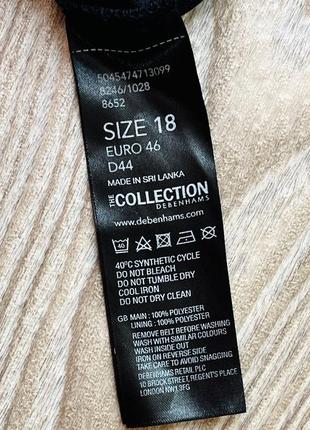 5045474713099
8246/1028
8652
SIZE 18
EURO 46
D44
MADE IN SRI LANKA
THE COLLECTION
DEBENHAMS
www.debenhams.com
40
40°C SYNTHETIC CYCLE
DO NOT BLEACH
DO NOT TUMBLE DRY
COOL IRON
DO NOT DRY CLEAN
GB MAIN : 100% POLYESTER
LINING : 100% POLYESTER
REMOVE BELT BEFORE WASHING
WASH WITH SIMILAR COLOURS
WASH INSIDE OUT
IRON ON REVERSE SIDE
TAKE CARE TO AVOID SNAGGING
DEBENHAMS RETAIL PLC
10 BROCK STREET, REGENT'S PLACE
LONDON NW1 3FG